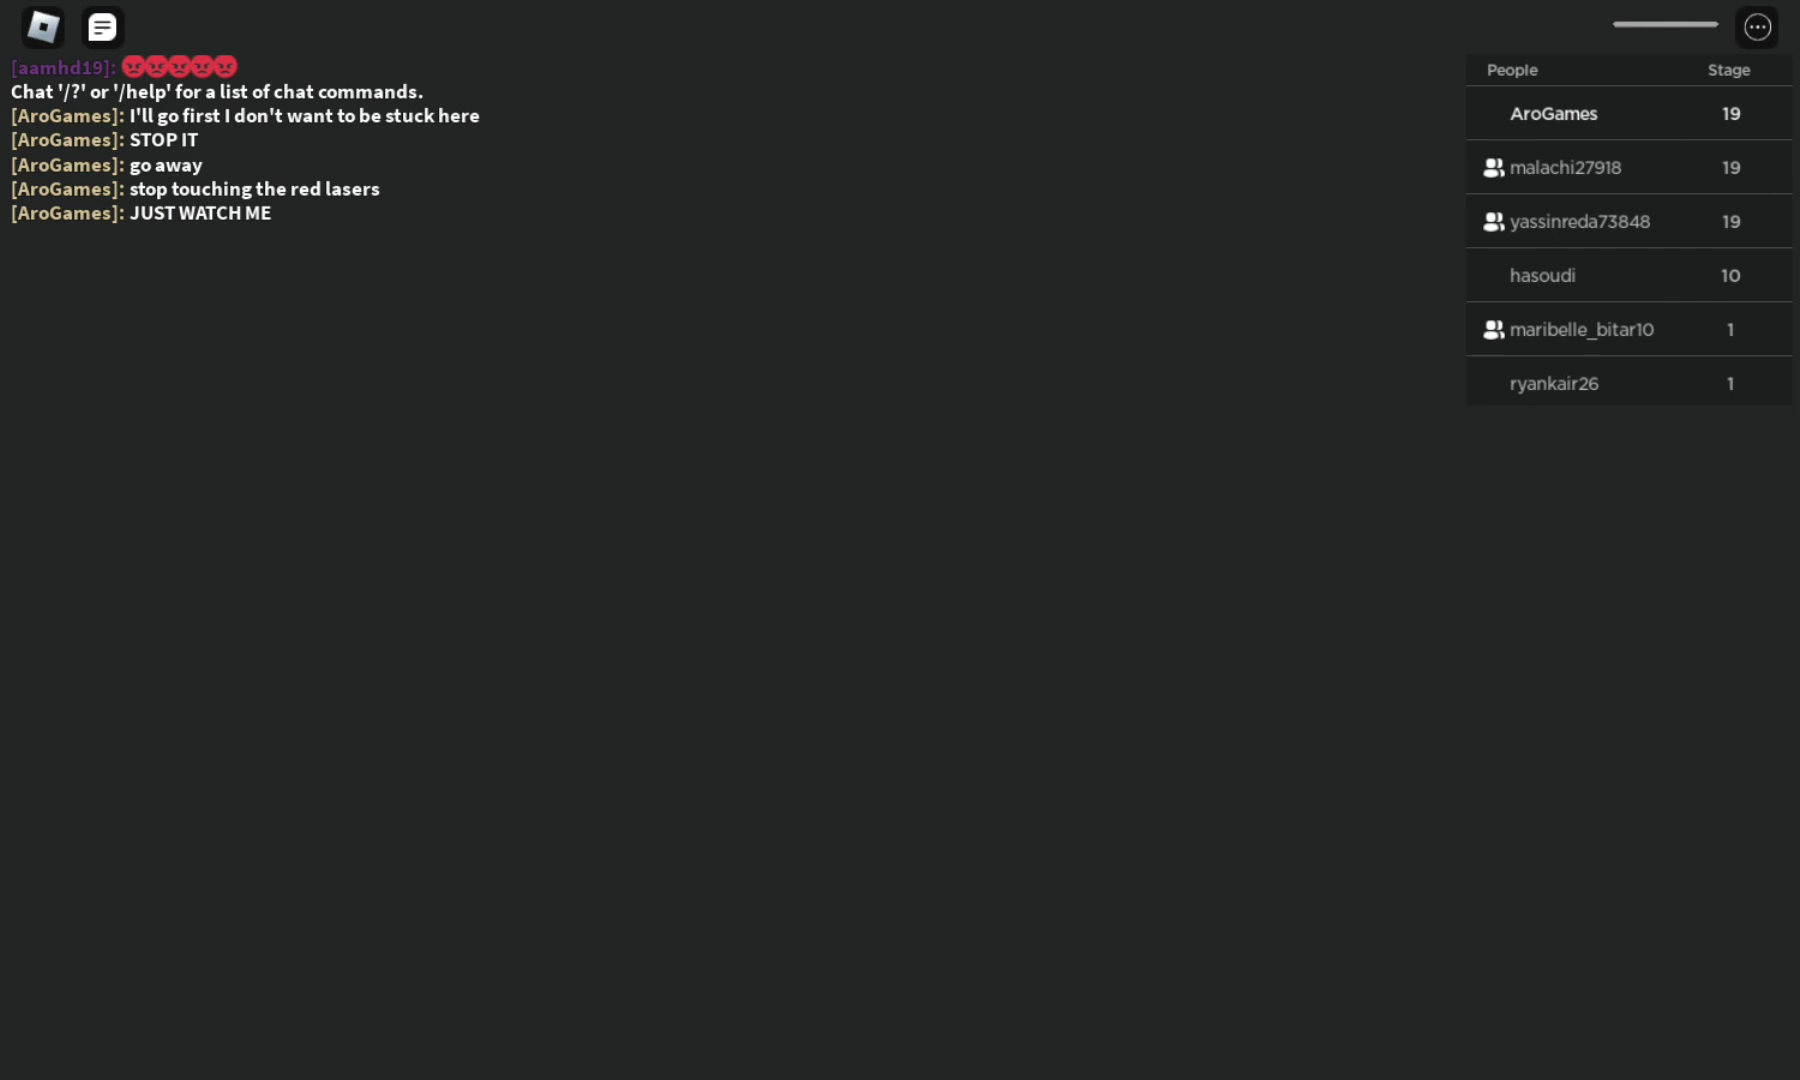 [aamhd19]: 😡😡😡😡😡
Chat '/?' or '/help' for a list of chat commands.
[AroGames]: I'll go first I don't want to be stuck here
[AroGames]: STOP IT
[AroGames]: go away
[AroGames]: stop touching the red lasers
[AroGames]: JUST WATCH ME
People Stage
AroGames 19
malachi27918 19
yassinreda73848 19
hasoudi 10
maribelle_bitar10 1
ryankair26 1